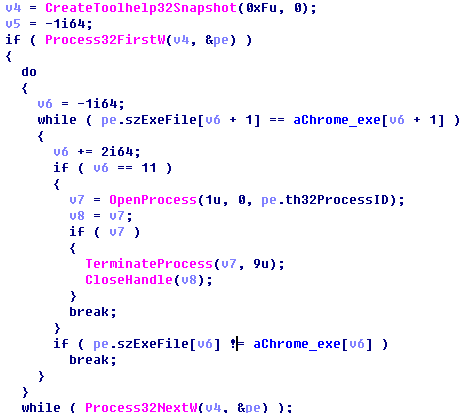 v4 = CreateToolhelp32Snapshot(0xFu, 0);
v5 = -1i64;
if ( Process32FirstW(v4, &pe) )
{
do
{
v6 = -1i64;
while ( pe.szExeFile[v6 + 1] == aChrome_exe[v6 + 1] )
{
v6 += 2i64;
if ( v6 == 11 )
{
v7 = OpenProcess(1u, 0, pe.th32ProcessID);
v8 = v7;
if ( v7 )
{
TerminateProcess(v7, 9u);
CloseHandle(v8);
}
break;
}
if ( pe.szExeFile[v6] != aChrome_exe[v6] )
break;
}
}
while ( Process32NextW(v4, &pe) );